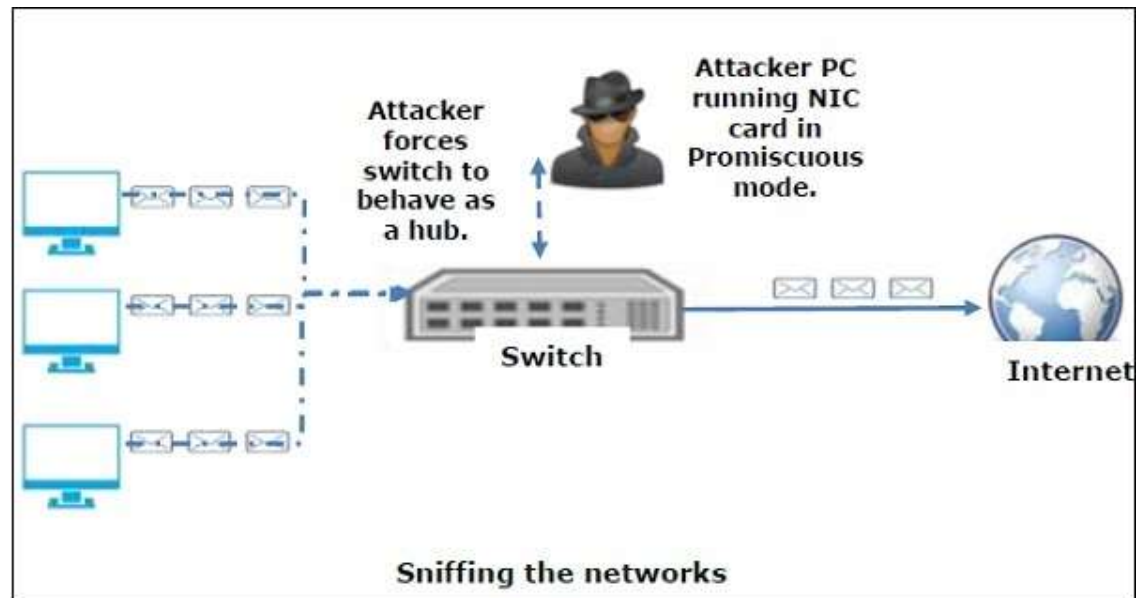 Attacker
forces
switch to
behave as
a hub.
Attacker PC
running NIC
card in
Promiscuous
mode.
Switch
Internet
Sniffing the networks